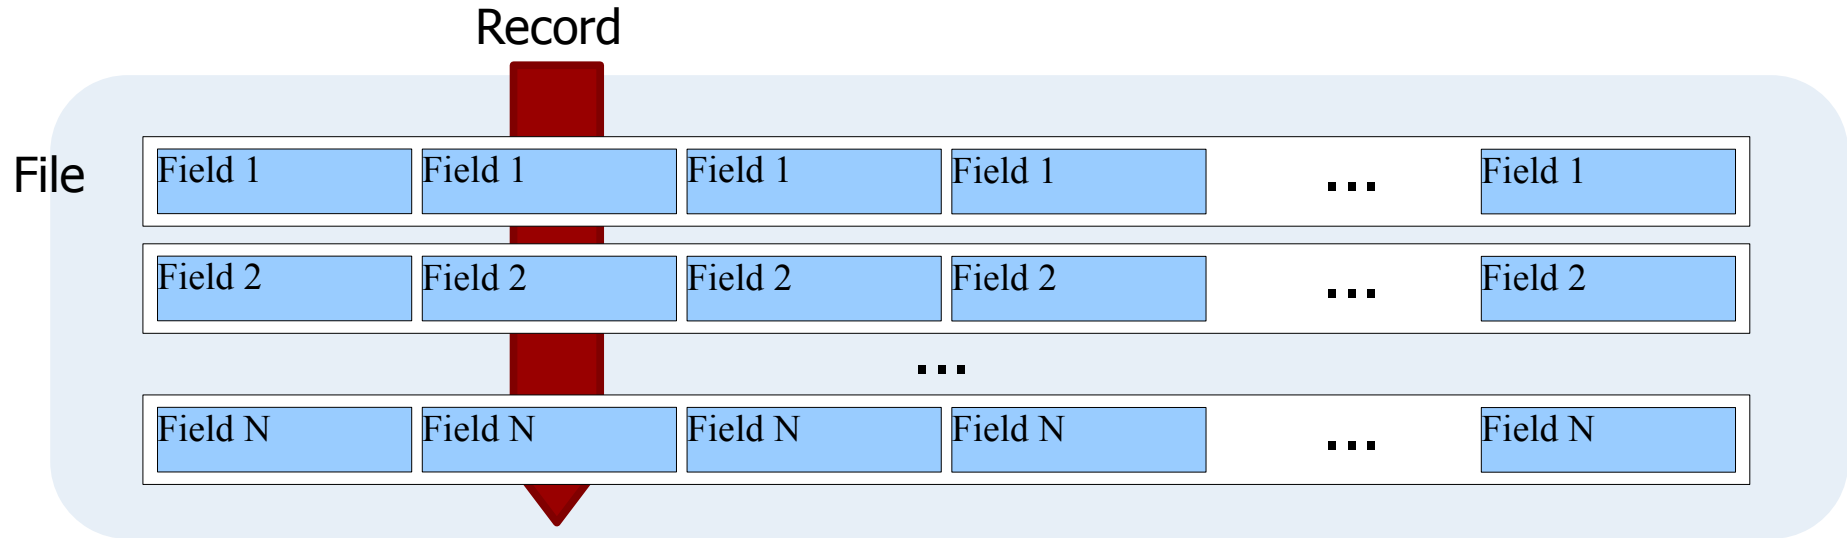 Record
File
Field 1 Field 1 Field 1 Field 1 ... Field 1
Field 2 Field 2 Field 2 Field 2 ... Field 2
...
Field N Field N Field N Field N ... Field N